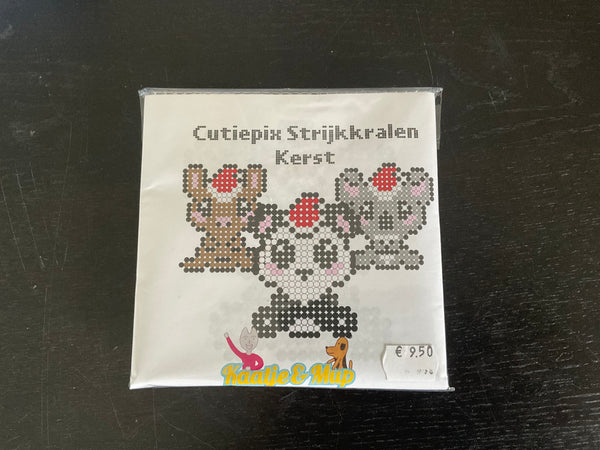 Cutiepix Strijkkralen
Kerst
€ 9.50
Kaatje & Mup